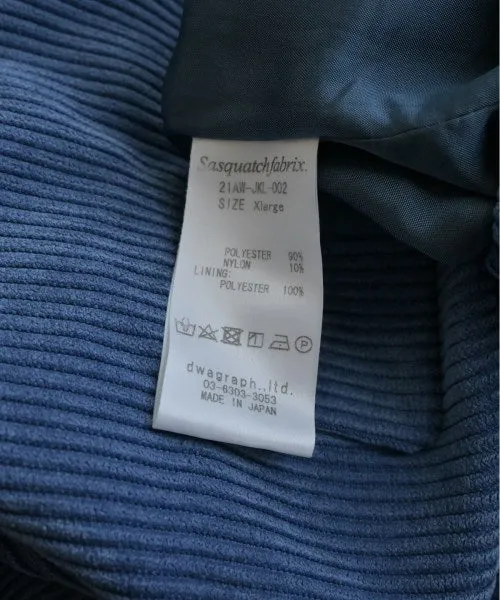 Sasquatchfabrix.
21AW-JKL-002
SIZE Xlarge
POLYESTER 90%
NYLON 10%
LINING:
POLYESTER 100%
dwagraph.,ltd.
03-6303-3053
MADE IN JAPAN